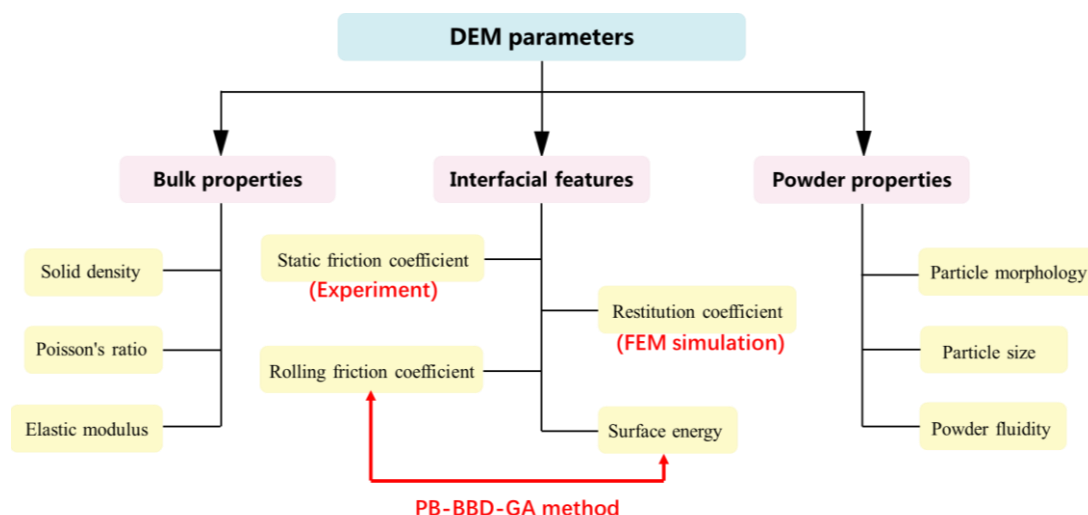 DEM parameters
Bulk properties
Interfacial features
Powder properties
Solid density
Poisson's ratio
Elastic modulus
Static friction coefficient
(Experiment)
Restitution coefficient
(FEM simulation)
Rolling friction coefficient
Surface energy
PB-BBD-GA method
Particle morphology
Particle size
Powder fluidity